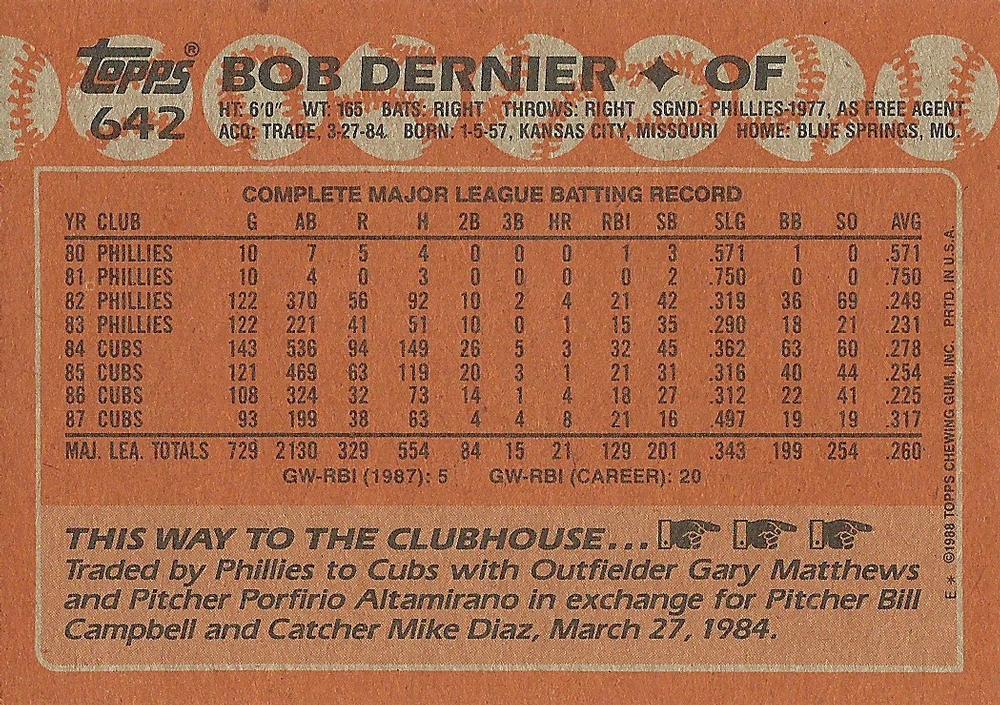 Topps® BOB DERNIER ✦ OF
642 HT: 6'0" WT: 165 BATS: RIGHT THROWS: RIGHT SGND: PHILLIES-1977, AS FREE AGENT
ACQ: TRADE, 3-27-84. BORN: 1-5-57, KANSAS CITY, MISSOURI HOME: BLUE SPRINGS, MO.
COMPLETE MAJOR LEAGUE BATTING RECORD
YR CLUB G AB R H 2B 3B HR RBI SB SLG BB SO AVG
80 PHILLIES 10 7 5 4 0 0 0 1 3 .571 1 0 .571
81 PHILLIES 10 4 0 3 0 0 0 0 2 .750 0 0 .750
82 PHILLIES 122 370 56 92 10 2 4 21 42 .319 36 69 .249
83 PHILLIES 122 221 41 51 10 0 1 15 35 .290 18 21 .231
84 CUBS 143 536 94 149 26 5 3 32 45 .362 63 60 .278
85 CUBS 121 469 63 119 20 3 1 21 31 .316 40 44 .254
86 CUBS 108 324 32 73 14 1 4 18 27 .312 22 41 .225
87 CUBS 93 199 38 63 4 4 8 21 16 .497 19 19 .317
MAJ. LEA. TOTALS 729 2130 329 554 84 15 21 129 201 .343 199 254 .260
GW-RBI (1987): 5 GW-RBI (CAREER): 20
THIS WAY TO THE CLUBHOUSE...
Traded by Phillies to Cubs with Outfielder Gary Matthews
and Pitcher Porfirio Altamirano in exchange for Pitcher Bill
Campbell and Catcher Mike Diaz, March 27, 1984.
E* ©1988 TOPPS CHEWING GUM, INC. PRTD. IN U.S.A.